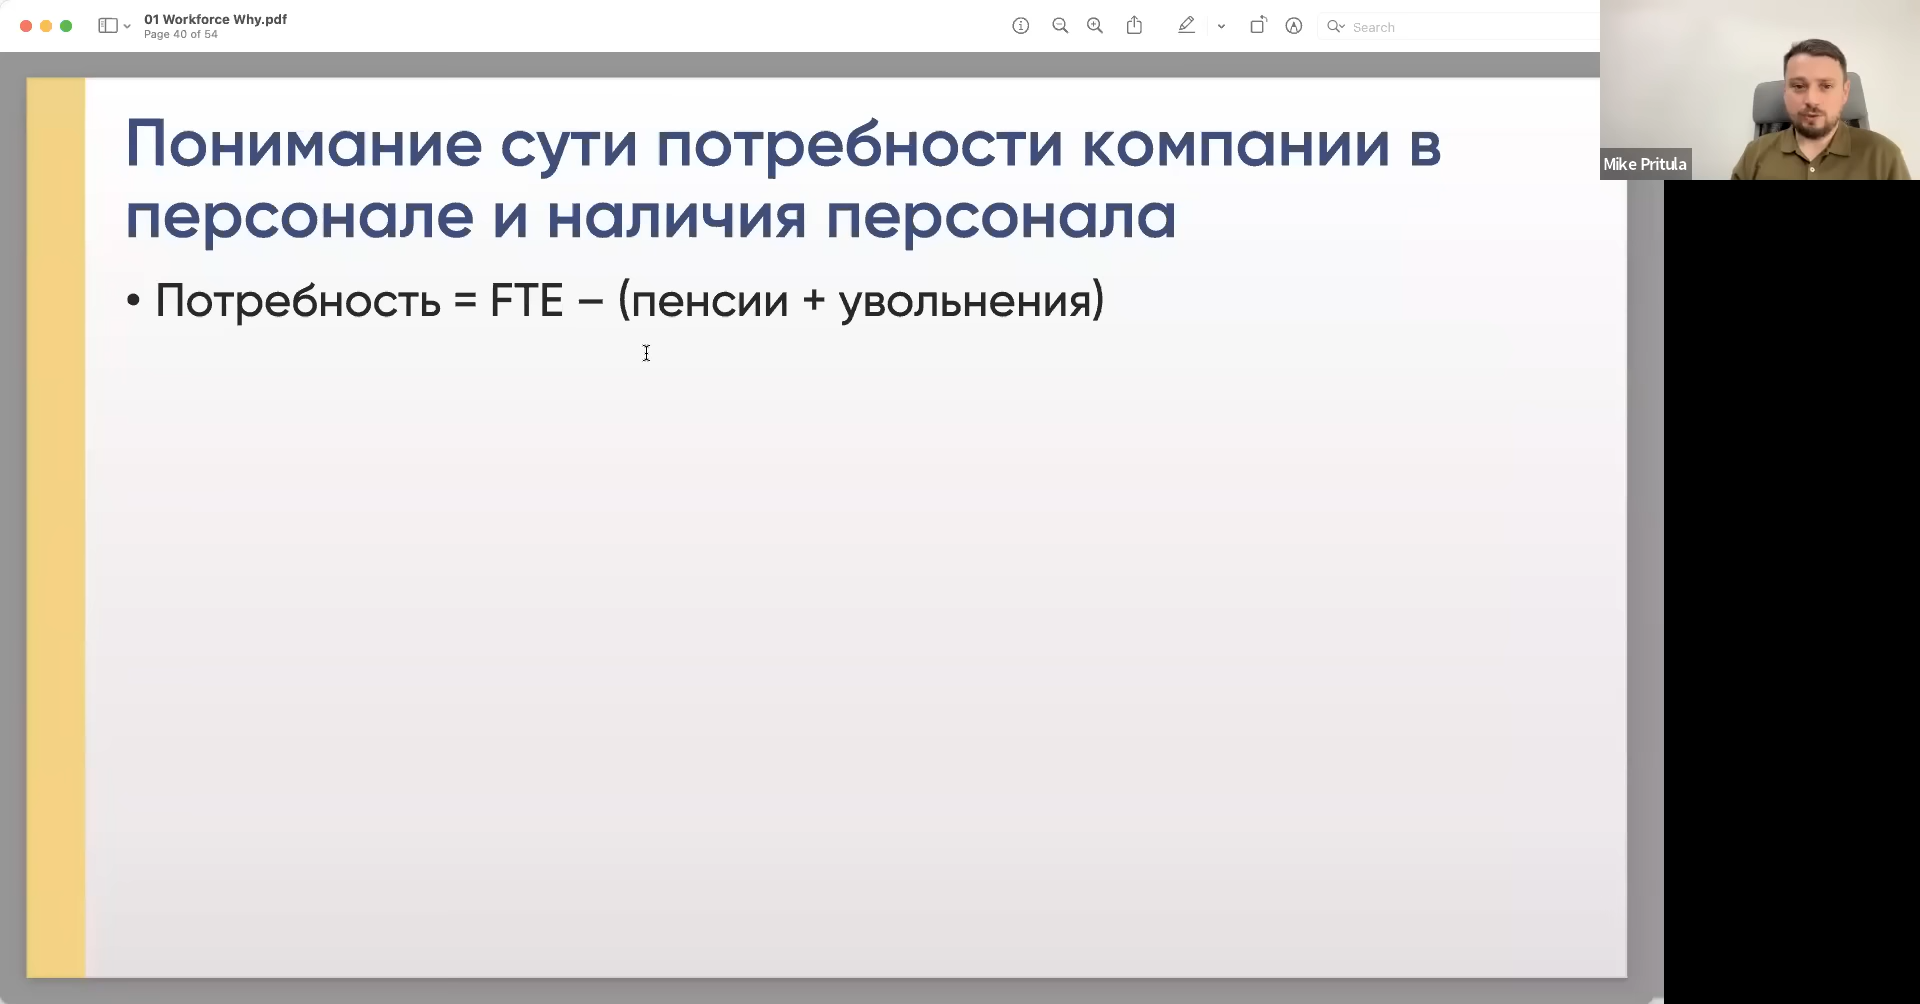 01 Workforce Why.pdf
Page 40 of 54
Search
Mike Pritula
Понимание сути потребности компании в
персонале и наличия персонала
• Потребность = FTE – (пенсии + увольнения)